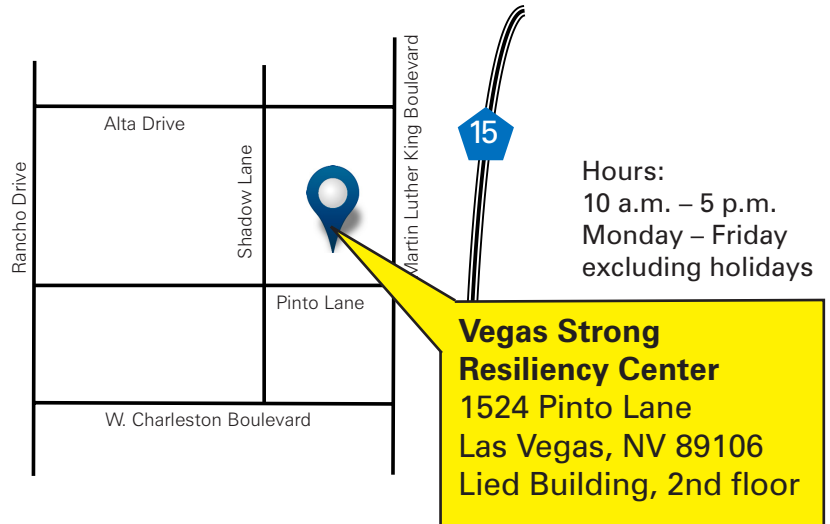 Alta Drive
Rancho Drive
Shadow Lane
Martin Luther King Boulevard
15
Hours:
10 a.m. – 5 p.m.
Monday – Friday
excluding holidays
Pinto Lane
W. Charleston Boulevard
Vegas Strong
Resiliency Center
1524 Pinto Lane
Las Vegas, NV 89106
Lied Building, 2nd floor